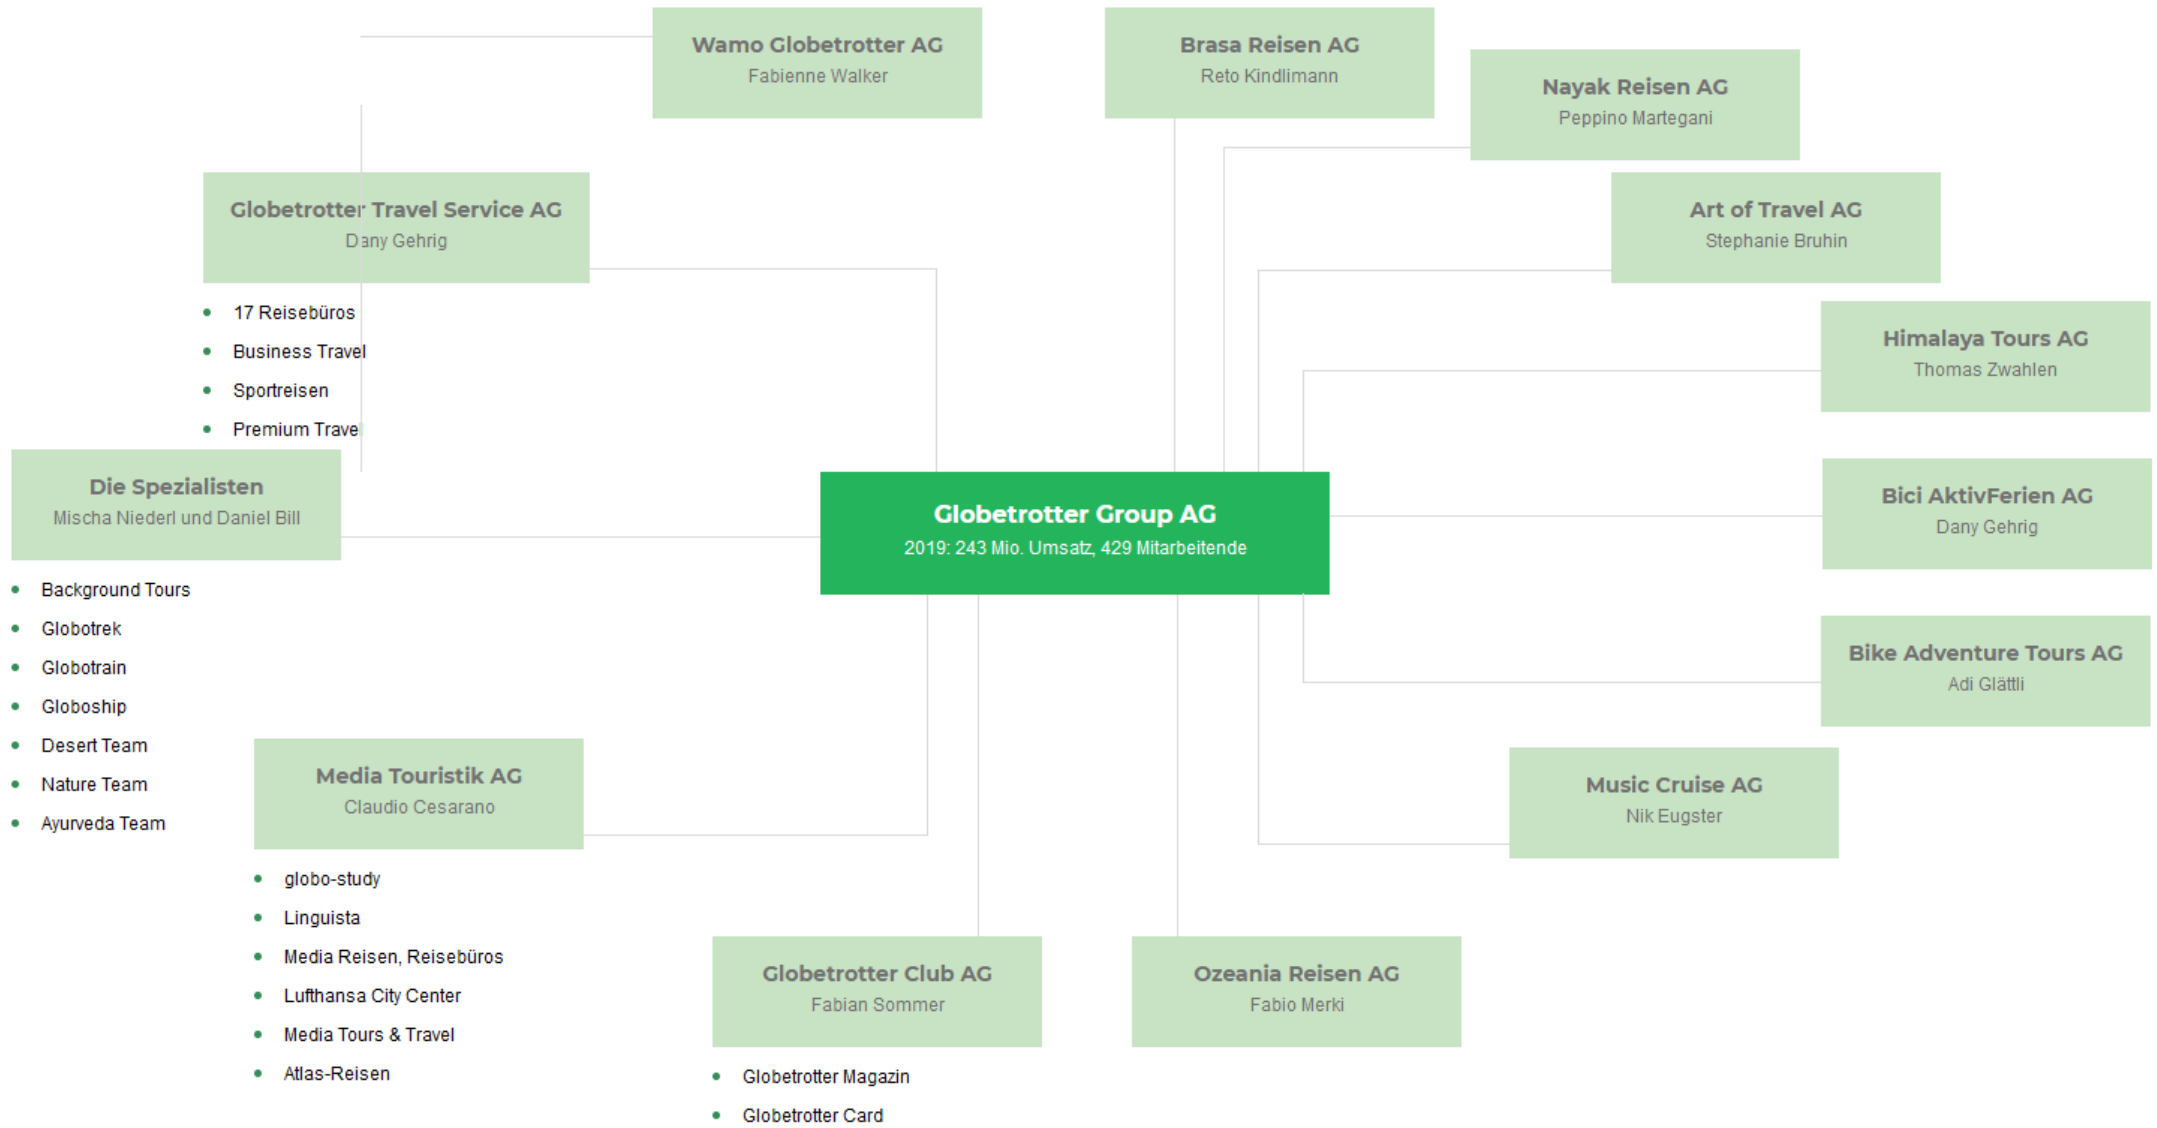 Wamo Globetrotter AG
Fabienne Walker
Brasa Reisen AG
Reto Kindlimann
Nayak Reisen AG
Peppino Martegani
Globetrotter Travel Service AG
Dany Gehrig
17 Reisebüros
Business Travel
Sportreisen
Premium Travel
Art of Travel AG
Stephanie Bruhin
Himalaya Tours AG
Thomas Zwahlen
Die Spezialisten
Mischa Niederl und Daniel Bill
Background Tours
Globotrek
Globotrain
Globoship
Desert Team
Nature Team
Ayurveda Team
Globetrotter Group AG
2019: 243 Mio. Umsatz, 429 Mitarbeitende
Bici AktivFerien AG
Dany Gehrig
Bike Adventure Tours AG
Adi Glättli
Media Touristik AG
Claudio Cesarano
globo-study
Linguista
Media Reisen, Reisebüros
Lufthansa City Center
Media Tours & Travel
Atlas-Reisen
Music Cruise AG
Nik Eugster
Globetrotter Club AG
Fabian Sommer
Globetrotter Magazin
Globetrotter Card
Ozeania Reisen AG
Fabio Merki